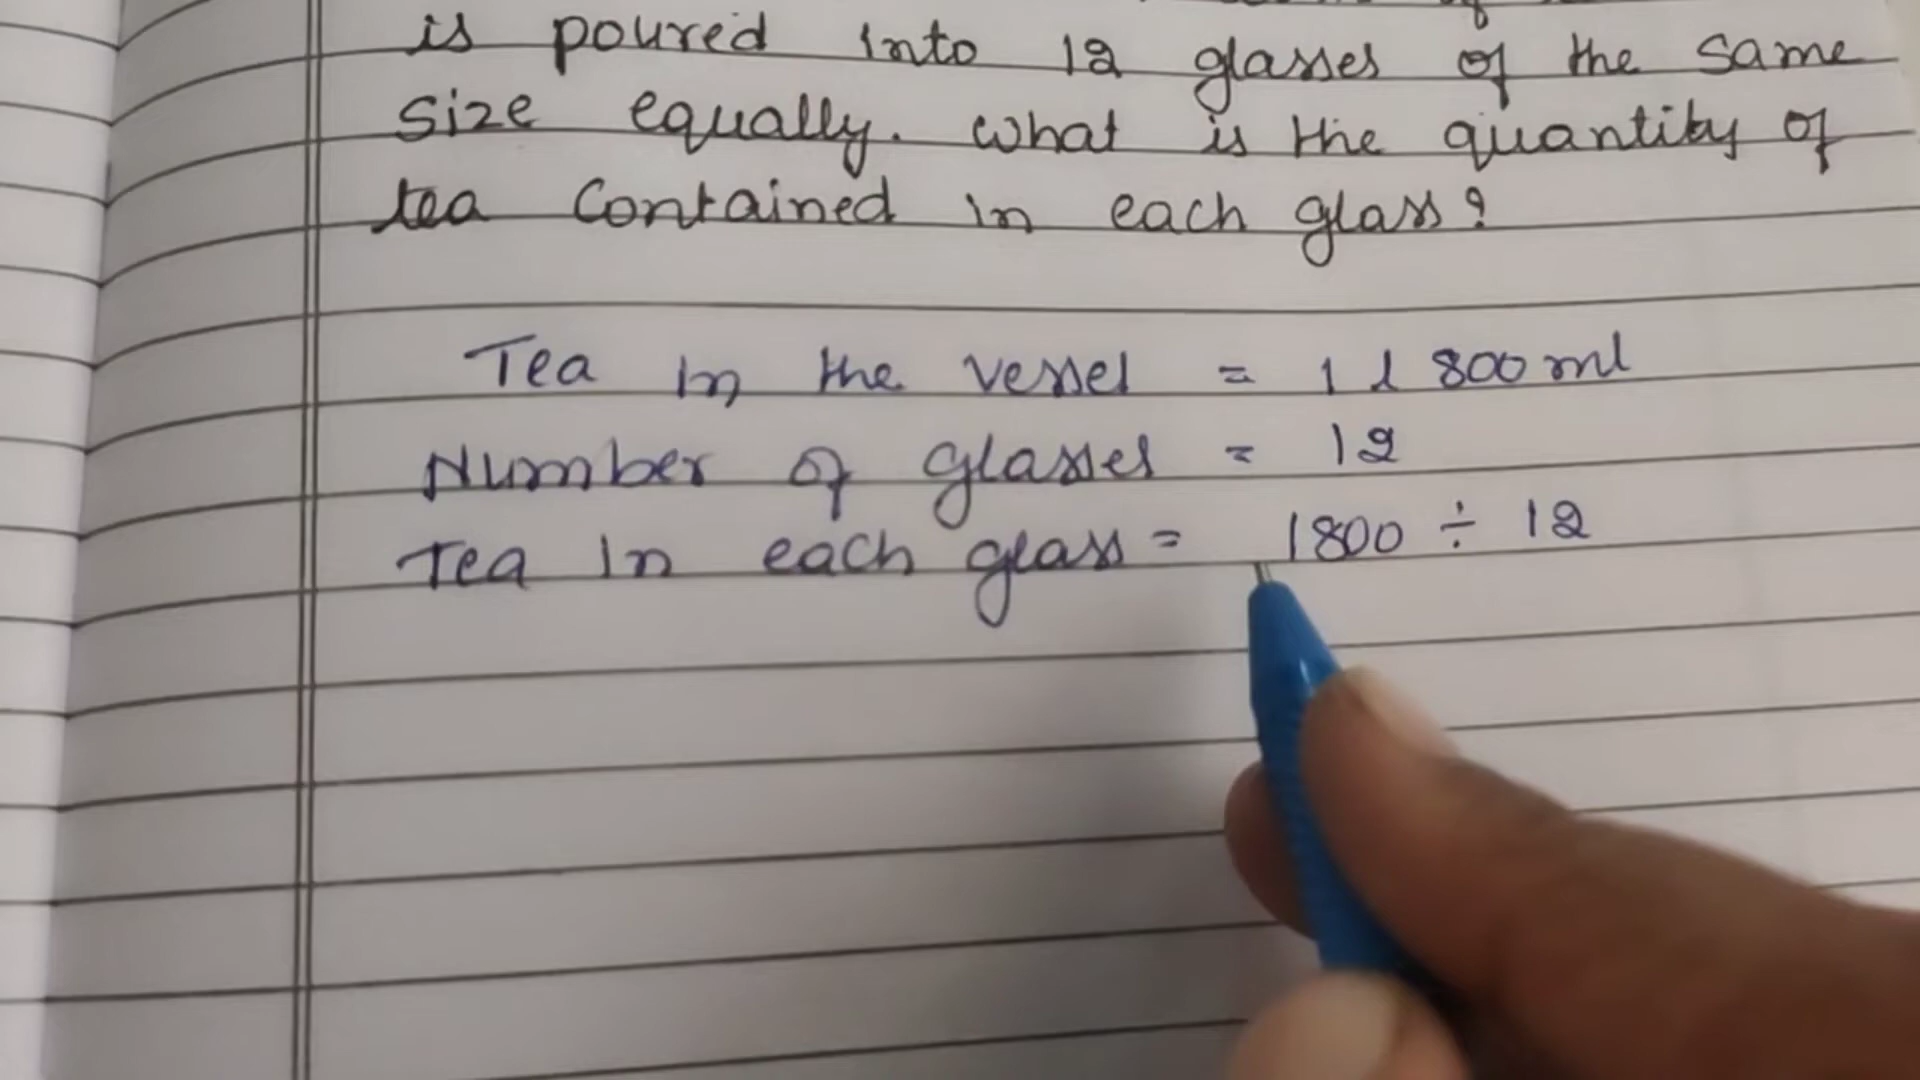 is poured into 12 glasses of the same
size equally. what is the quantity of
tea contained in each glass?
Tea in the vessel = 1 l 800 ml
Number of glasses = 12
Tea in each glass = 1800 ÷ 12